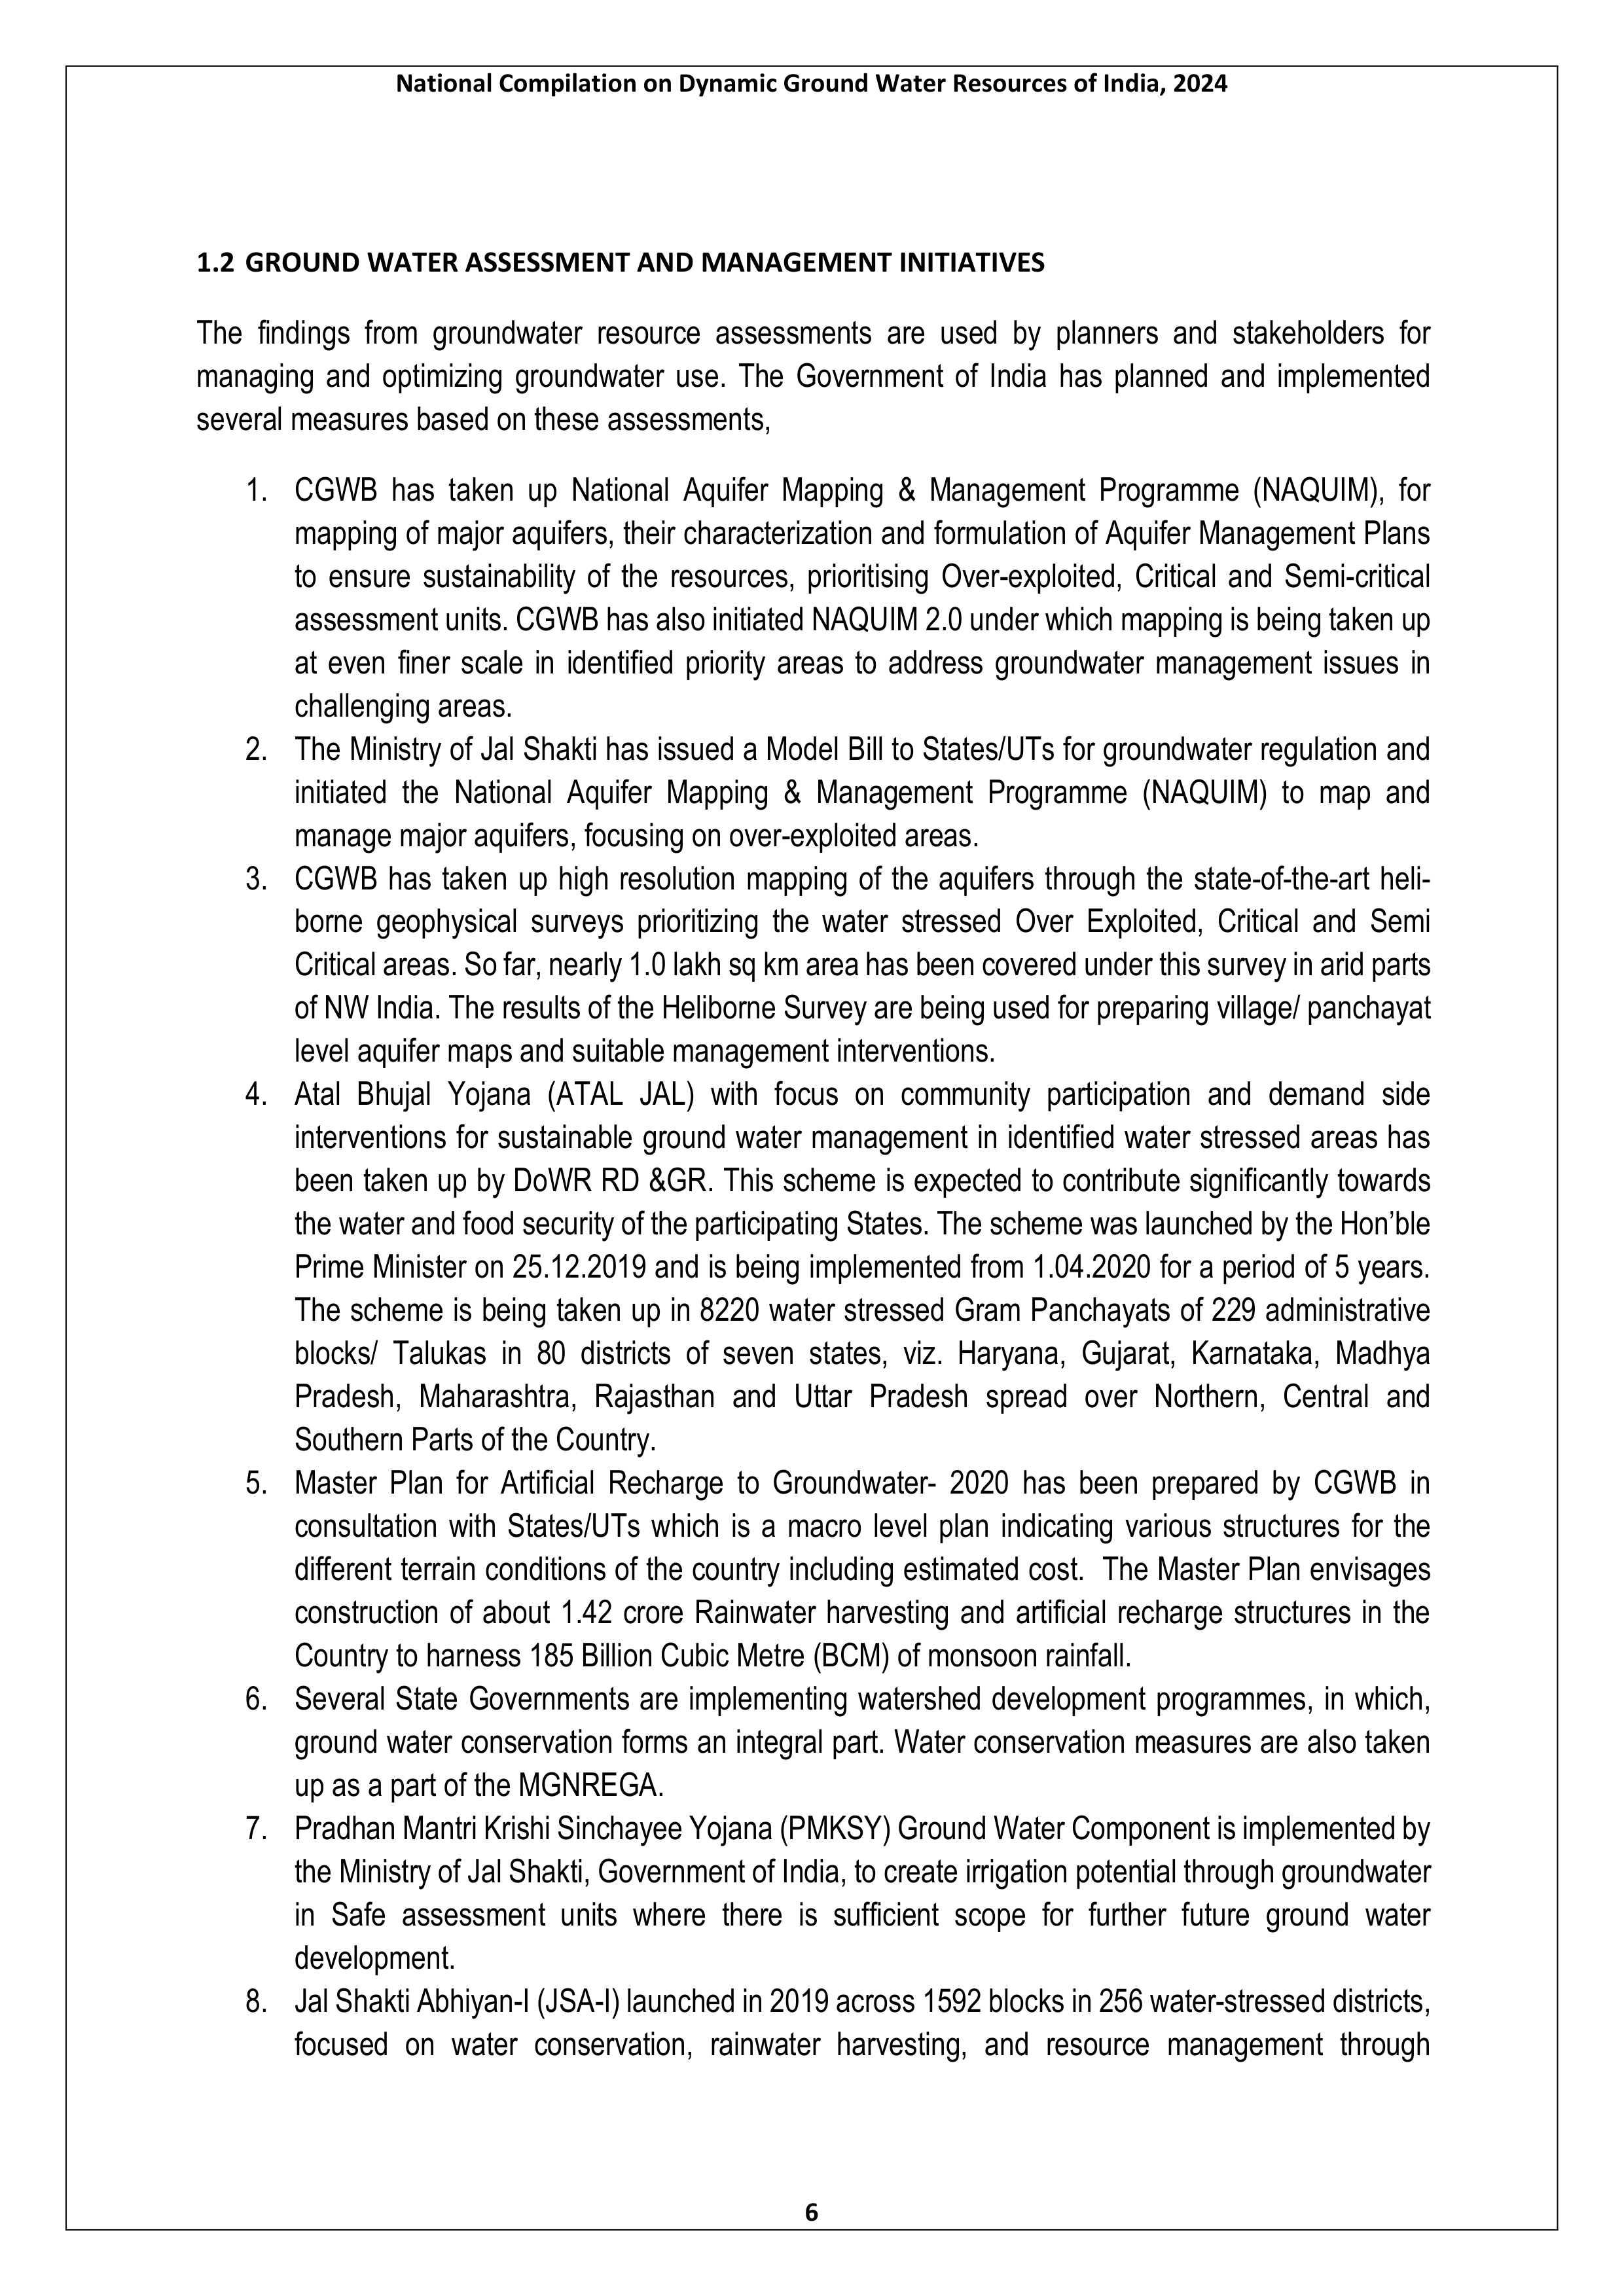 National Compilation on Dynamic Ground Water Resources of India, 2024
1.2 GROUND WATER ASSESSMENT AND MANAGEMENT INITIATIVES
The findings from groundwater resource assessments are used by planners and stakeholders for
managing and optimizing groundwater use. The Government of India has planned and implemented
several measures based on these assessments,
1. CGWB has taken up National Aquifer Mapping & Management Programme (NAQUIM), for
mapping of major aquifers, their characterization and formulation of Aquifer Management Plans
to ensure sustainability of the resources, prioritising Over-exploited, Critical and Semi-critical
assessment units. CGWB has also initiated NAQUIM 2.0 under which mapping is being taken up
at even finer scale in identified priority areas to address groundwater management issues in
challenging areas.
2. The Ministry of Jal Shakti has issued a Model Bill to States/UTs for groundwater regulation and
initiated the National Aquifer Mapping & Management Programme (NAQUIM) to map and
manage major aquifers, focusing on over-exploited areas.
3. CGWB has taken up high resolution mapping of the aquifers through the state-of-the-art heli-
borne geophysical surveys prioritizing the water stressed Over Exploited, Critical and Semi
Critical areas. So far, nearly 1.0 lakh sq km area has been covered under this survey in arid parts
of NW India. The results of the Heliborne Survey are being used for preparing village/ panchayat
level aquifer maps and suitable management interventions.
4. Atal Bhujal Yojana (ATAL JAL) with focus on community participation and demand side
interventions for sustainable ground water management in identified water stressed areas has
been taken up by DoWR RD &GR. This scheme is expected to contribute significantly towards
the water and food security of the participating States. The scheme was launched by the Hon’ble
Prime Minister on 25.12.2019 and is being implemented from 1.04.2020 for a period of 5 years.
The scheme is being taken up in 8220 water stressed Gram Panchayats of 229 administrative
blocks/ Talukas in 80 districts of seven states, viz. Haryana, Gujarat, Karnataka, Madhya
Pradesh, Maharashtra, Rajasthan and Uttar Pradesh spread over Northern, Central and
Southern Parts of the Country.
5. Master Plan for Artificial Recharge to Groundwater- 2020 has been prepared by CGWB in
consultation with States/UTs which is a macro level plan indicating various structures for the
different terrain conditions of the country including estimated cost. The Master Plan envisages
construction of about 1.42 crore Rainwater harvesting and artificial recharge structures in the
Country to harness 185 Billion Cubic Metre (BCM) of monsoon rainfall.
6. Several State Governments are implementing watershed development programmes, in which,
ground water conservation forms an integral part. Water conservation measures are also taken
up as a part of the MGNREGA.
7. Pradhan Mantri Krishi Sinchayee Yojana (PMKSY) Ground Water Component is implemented by
the Ministry of Jal Shakti, Government of India, to create irrigation potential through groundwater
in Safe assessment units where there is sufficient scope for further future ground water
development.
8. Jal Shakti Abhiyan-I (JSA-I) launched in 2019 across 1592 blocks in 256 water-stressed districts,
focused on water conservation, rainwater harvesting, and resource management through
6